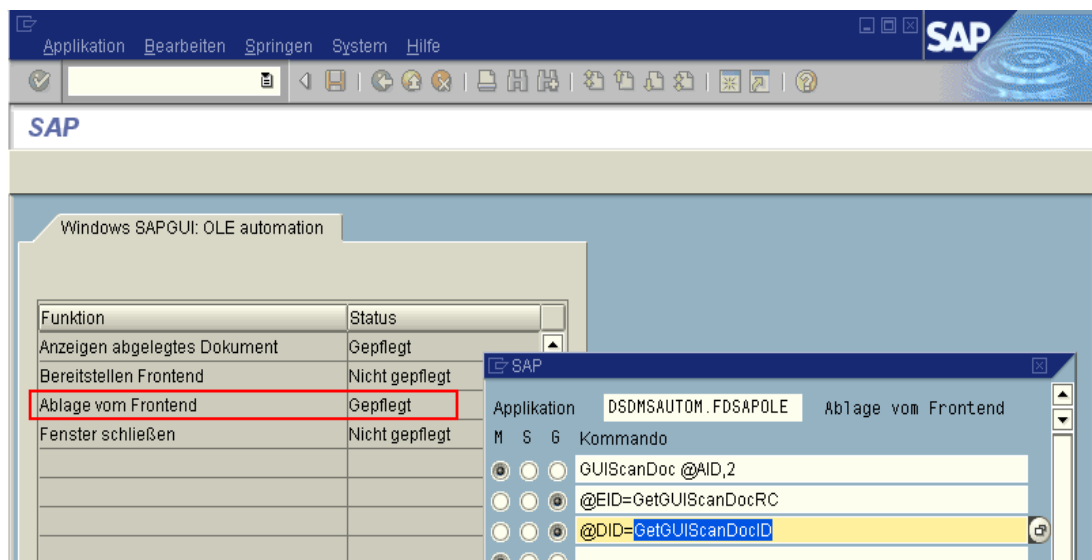 Applikation Bearbeiten Springen System Hilfe
SAP
SAP
Windows SAPGUI: OLE automation
Funktion Status
Anzeigen abgelegtes Dokument Gepflegt
Bereitstellen Frontend Nicht gepflegt
Ablage vom Frontend Gepflegt
Fenster schließen Nicht gepflegt
SAP
Applikation DSDMSAUTOM.FDSAPOLE Ablage vom Frontend
M S G Kommando
GUIScanDoc @AID,2
@EID=GetGUIScanDocRC
@DID=GetGUIScanDocID